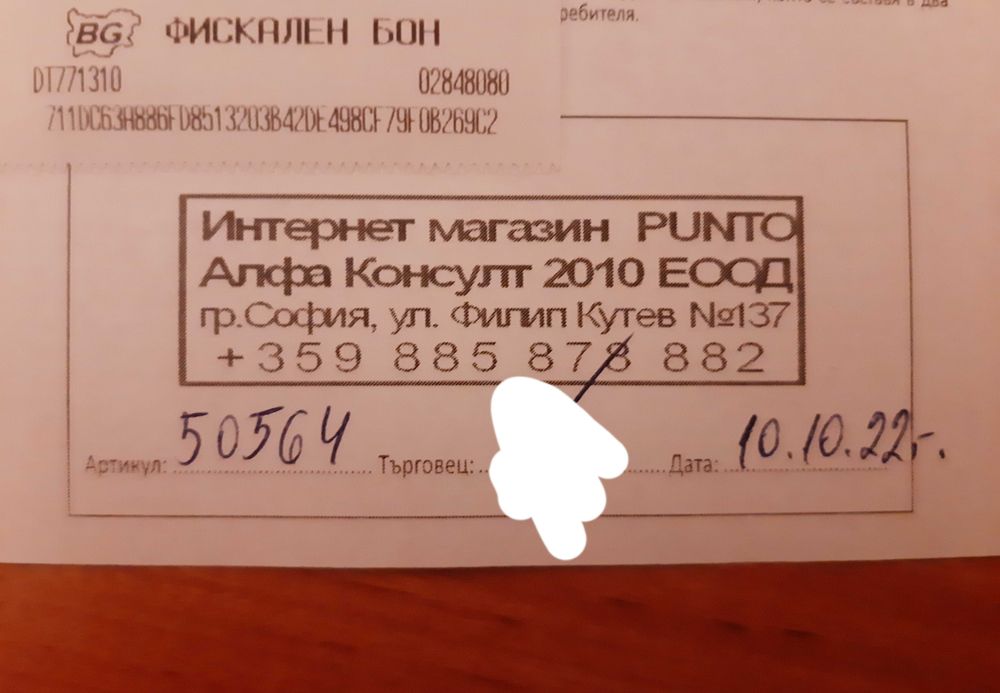 BG ФИСКАЛЕН БОН
DT771310 02848080
711DC63A886FD8513203B42DE498CF79F0B269C2
ребителя.
Интернет магазин PUNTO
Алфа Консулт 2010 ЕООД
гр.София, ул. Филип Кутев №137
+359 885 878 882
Артикул: 50564 Търговец: Дата: 10.10.22г.